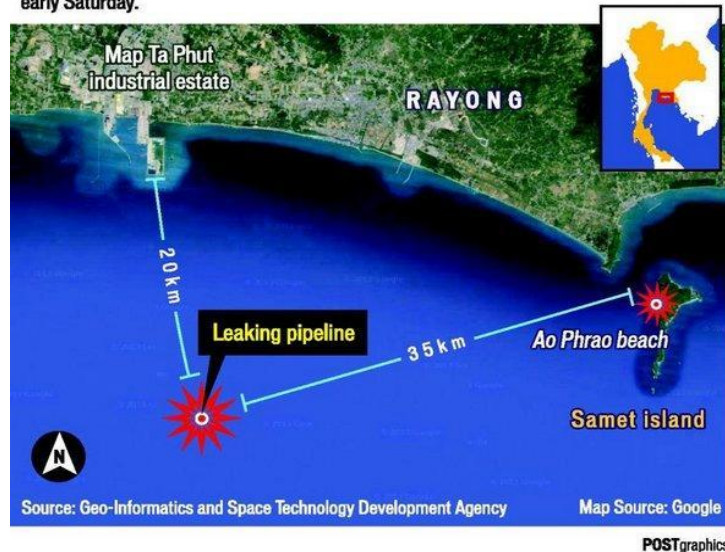 early Saturday.
Map Ta Phut
industrial estate
RAYONG
20km
Leaking pipeline
35km
Ao Phrao beach
Samet island
N
Source: Geo-Informatics and Space Technology Development Agency
Map Source: Google
POSTgraphics